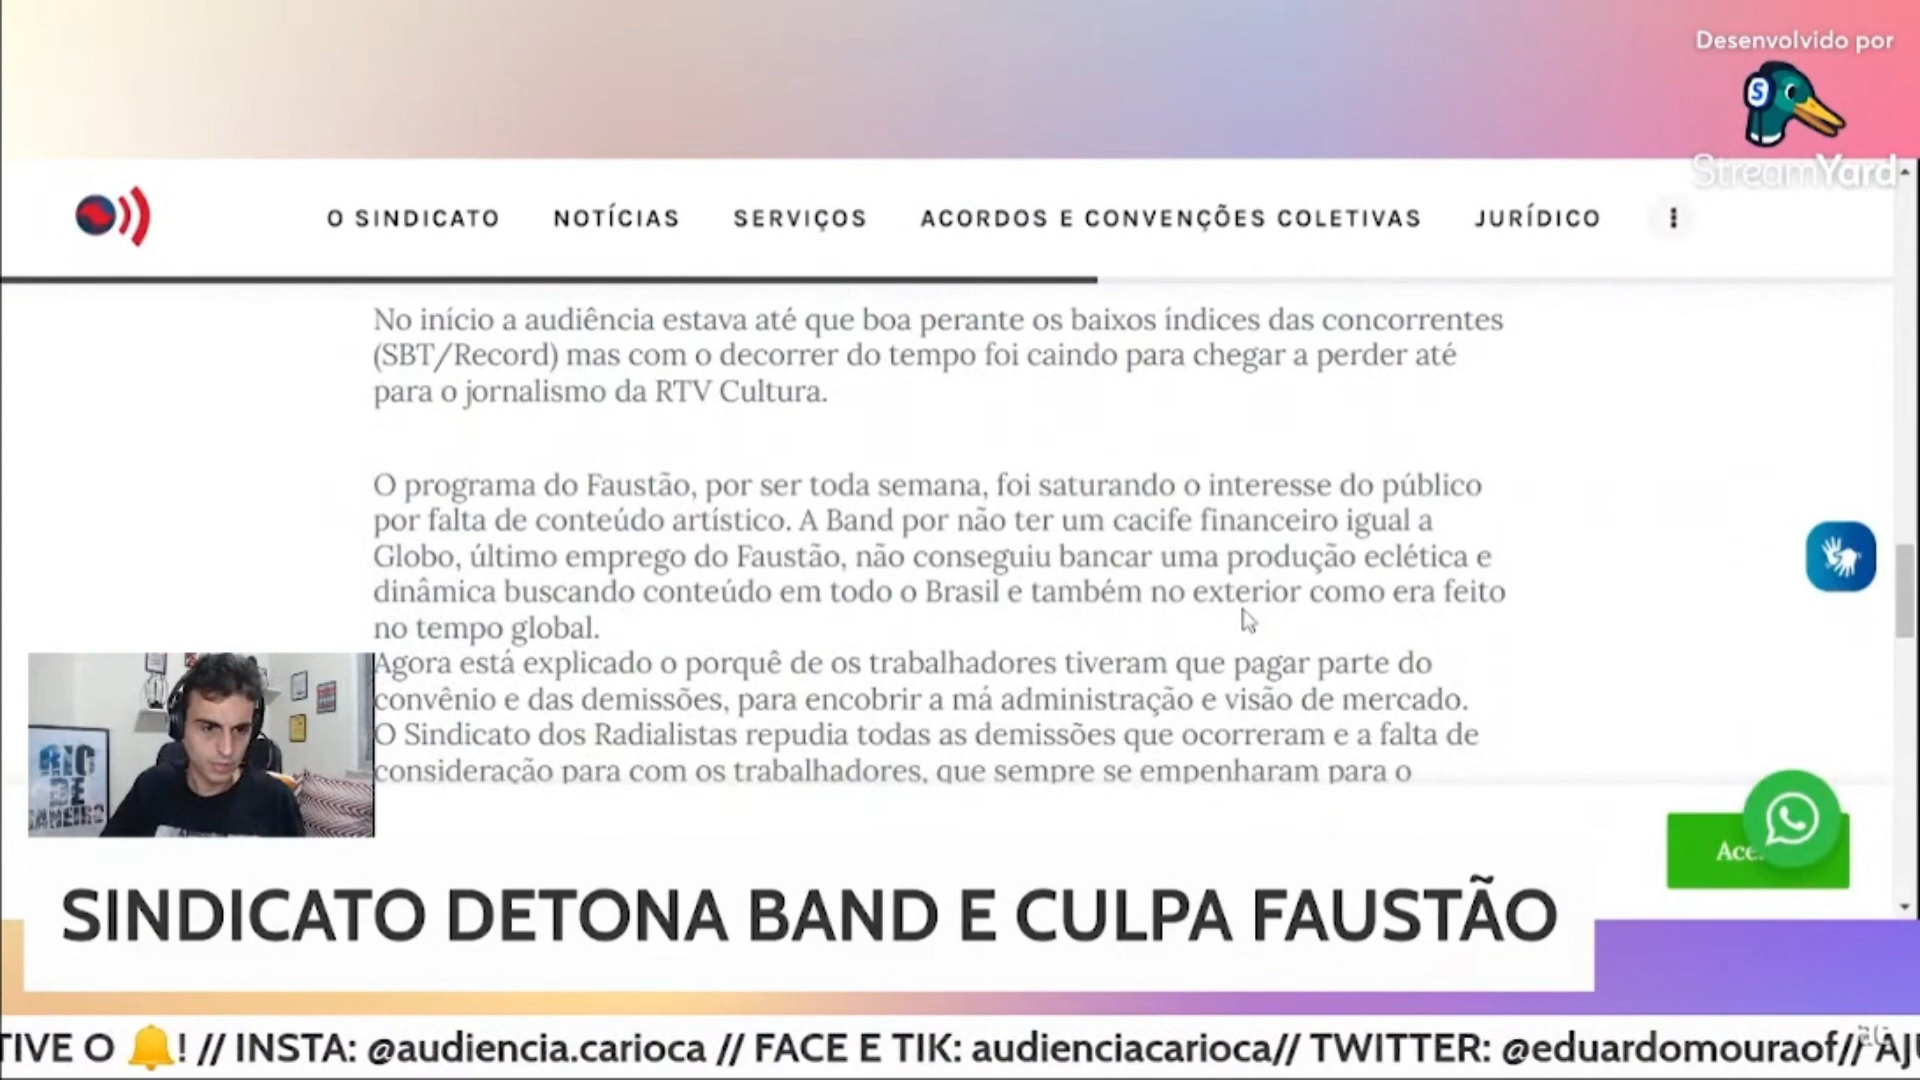 Desenvolvido por
StreamYard
O SINDICATO NOTÍCIAS SERVIÇOS ACORDOS E CONVENÇÕES COLETIVAS JURÍDICO
No início a audiência estava até que boa perante os baixos índices das concorrentes
(SBT/Record) mas com o decorrer do tempo foi caindo para chegar a perder até
para o jornalismo da RTV Cultura.
O programa do Faustão, por ser toda semana, foi saturando o interesse do público
por falta de conteúdo artístico. A Band por não ter um cacife financeiro igual a
Globo, último emprego do Faustão, não conseguiu bancar uma produção eclética e
dinâmica buscando conteúdo em todo o Brasil e também no exterior como era feito
no tempo global.
Agora está explicado o porquê de os trabalhadores tiveram que pagar parte do
convênio e das demissões, para encobrir a má administração e visão de mercado.
O Sindicato dos Radialistas repudia todas as demissões que ocorreram e a falta de
consideração para com os trabalhadores, que sempre se empenharam para o
RIO
DE
JANEIRO
SINDICATO DETONA BAND E CULPA FAUSTÃO
TIVE O 🔔! // INSTA: @audiencia.carioca // FACE E TIK: audienciacarioca// TWITTER: @eduardomouraof// AJU